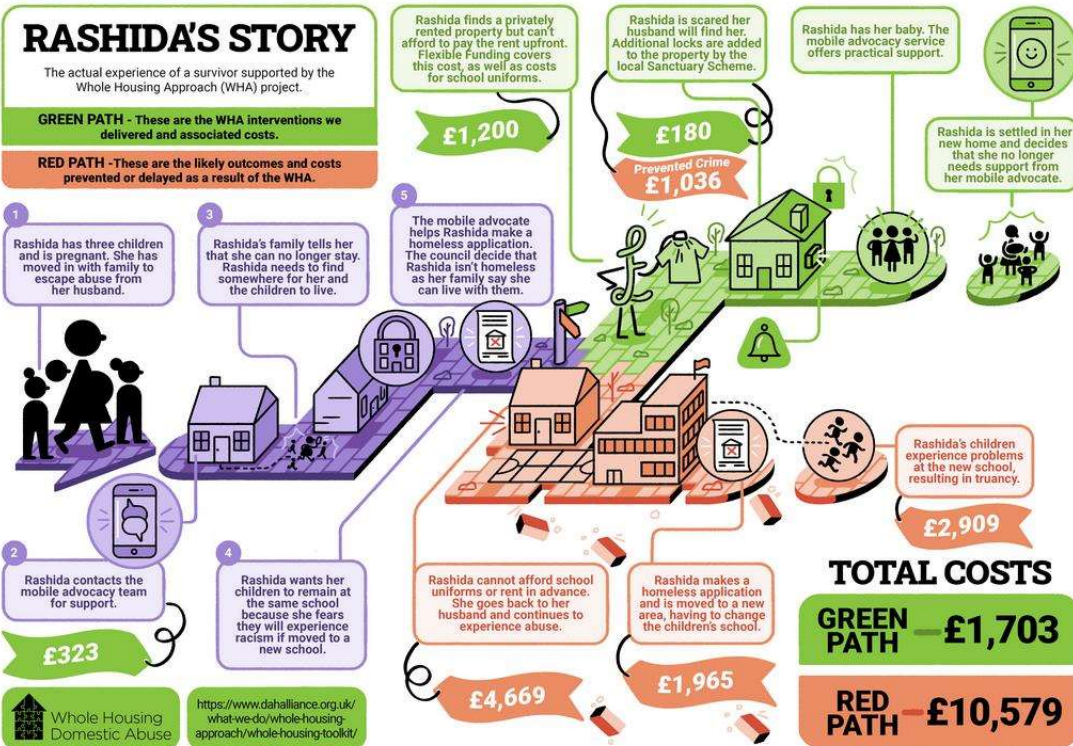 RASHIDA'S STORY
The actual experience of a survivor supported by the
Whole Housing Approach (WHA) project.
GREEN PATH - These are the WHA interventions we
delivered and associated costs.
RED PATH -These are the likely outcomes and costs
prevented or delayed as a result of the WHA.
1
Rashida has three children
and is pregnant. She has
moved in with family to
escape abuse from
her husband.
2
Rashida contacts the
mobile advocacy team
for support.
£323
3
Rashida's family tells her
that she can no longer stay.
Rashida needs to find
somewhere for her and
the children to live.
4
Rashida wants her
children to remain at
the same school
because she fears
they will experience
racism if moved to a
new school.
5
The mobile advocate
helps Rashida make a
homeless application.
The council decide that
Rashida isn't homeless
as her family say she
can live with them.
Rashida finds a privately
rented property but can't
afford to pay the rent upfront.
Flexible Funding covers
this cost, as well as costs
for school uniforms.
£1,200
Rashida is scared her
husband will find her.
Additional locks are added
to the property by the
local Sanctuary Scheme.
£180
Prevented Crime
£1,036
Rashida has her baby. The
mobile advocacy service
offers practical support.
Rashida is settled in her
new home and decides
that she no longer
needs support from
her mobile advocate.
Rashida cannot afford school
uniforms or rent in advance.
She goes back to her
husband and continues to
experience abuse.
£4,669
Rashida makes a
homeless application
and is moved to a new
area, having to change
the children's school.
£1,965
Rashida's children
experience problems
at the new school,
resulting in truancy.
£2,909
TOTAL COSTS
GREEN
PATH
£1,703
RED
PATH
£10,579
Whole Housing
Domestic Abuse
https://www.dahalliance.org.uk/
what-we-do/whole-housing-
approach/whole-housing-toolkit/